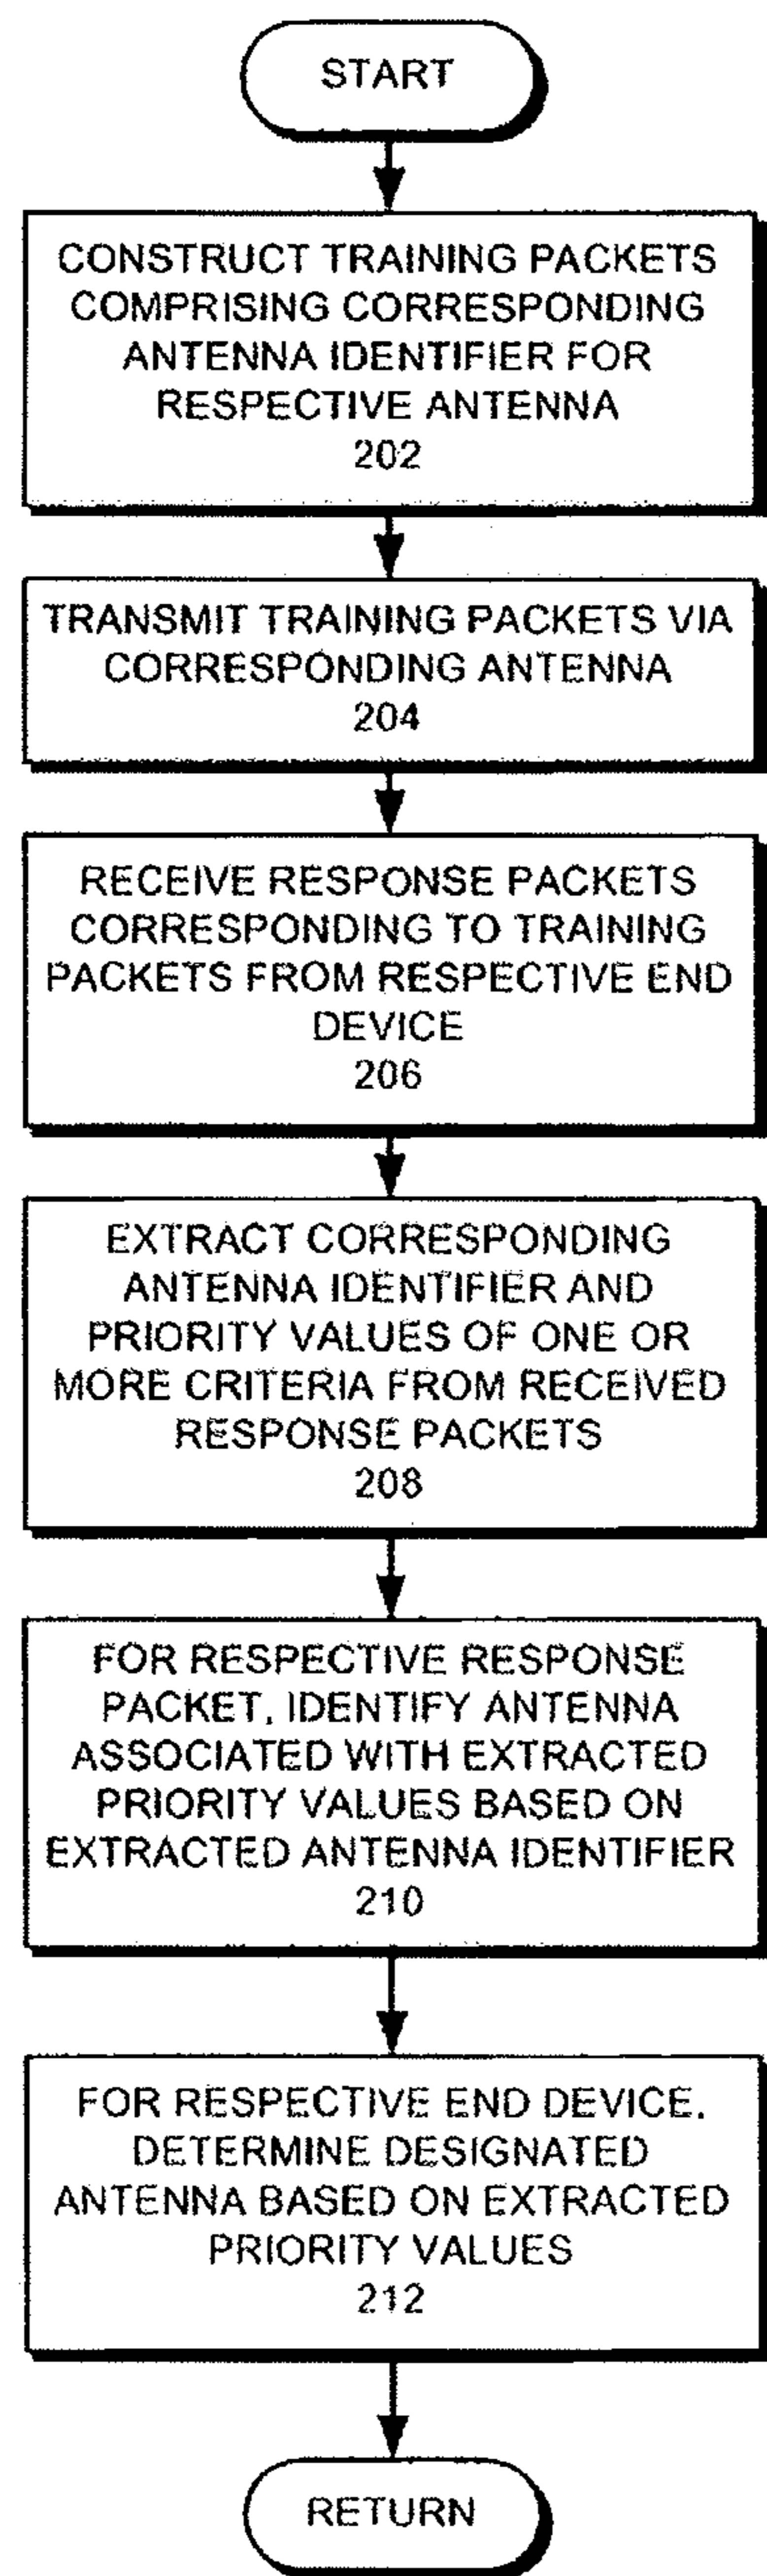 START
CONSTRUCT TRAINING PACKETS
COMPRISING CORRESPONDING
ANTENNA IDENTIFIER FOR
RESPECTIVE ANTENNA
202
TRANSMIT TRAINING PACKETS VIA
CORRESPONDING ANTENNA
204
RECEIVE RESPONSE PACKETS
CORRESPONDING TO TRAINING
PACKETS FROM RESPECTIVE END
DEVICE
206
EXTRACT CORRESPONDING
ANTENNA IDENTIFIER AND
PRIORITY VALUES OF ONE OR
MORE CRITERIA FROM RECEIVED
RESPONSE PACKETS
208
FOR RESPECTIVE RESPONSE
PACKET, IDENTIFY ANTENNA
ASSOCIATED WITH EXTRACTED
PRIORITY VALUES BASED ON
EXTRACTED ANTENNA IDENTIFIER
210
FOR RESPECTIVE END DEVICE,
DETERMINE DESIGNATED
ANTENNA BASED ON EXTRACTED
PRIORITY VALUES
212
RETURN